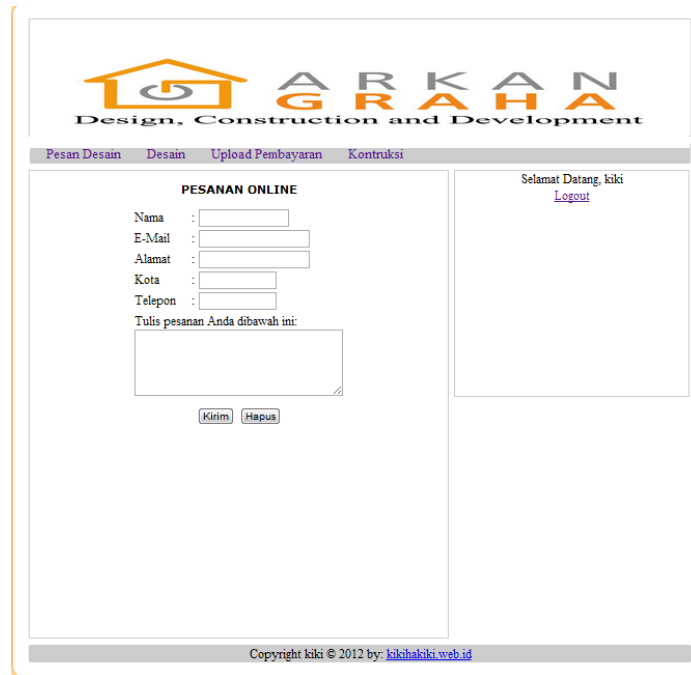 ARKAN
GRAHA
Design, Construction and Development
Pesan Desain Desain Upload Pembayaran Kontruksi
PESANAN ONLINE
Nama :
E-Mail :
Alamat :
Kota :
Telepon :
Tulis pesanan Anda dibawah ini:
Kirim Hapus
Selamat Datang, kiki
Logout
Copyright kiki © 2012 by: kikihakiki.web.id